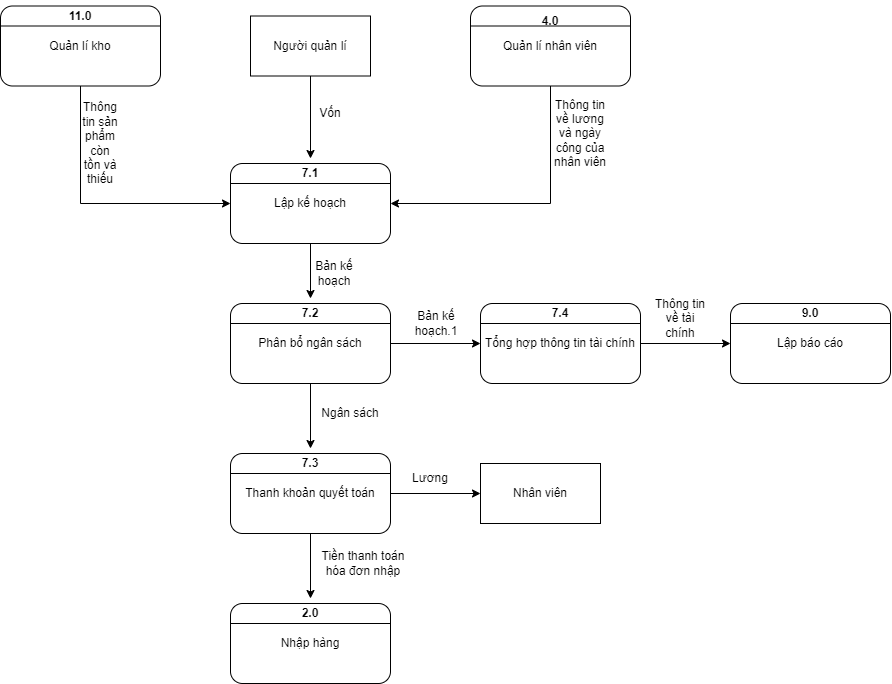 11.0
Quản lí kho
Người quản lí
4.0
Quản lí nhân viên
Thông
tin sản
phẩm
còn
tồn và
thiếu
Vốn
Thông tin
về lương
và ngày
công của
nhân viên
7.1
Lập kế hoạch
Bản kế
hoạch
7.2
Phân bổ ngân sách
Bản kế
hoạch.1
7.4
Tổng hợp thông tin tài chính
Thông tin
về tài
chính
9.0
Lập báo cáo
Ngân sách
7.3
Thanh khoản quyết toán
Lương
Nhân viên
Tiền thanh toán
hóa đơn nhập
2.0
Nhập hàng